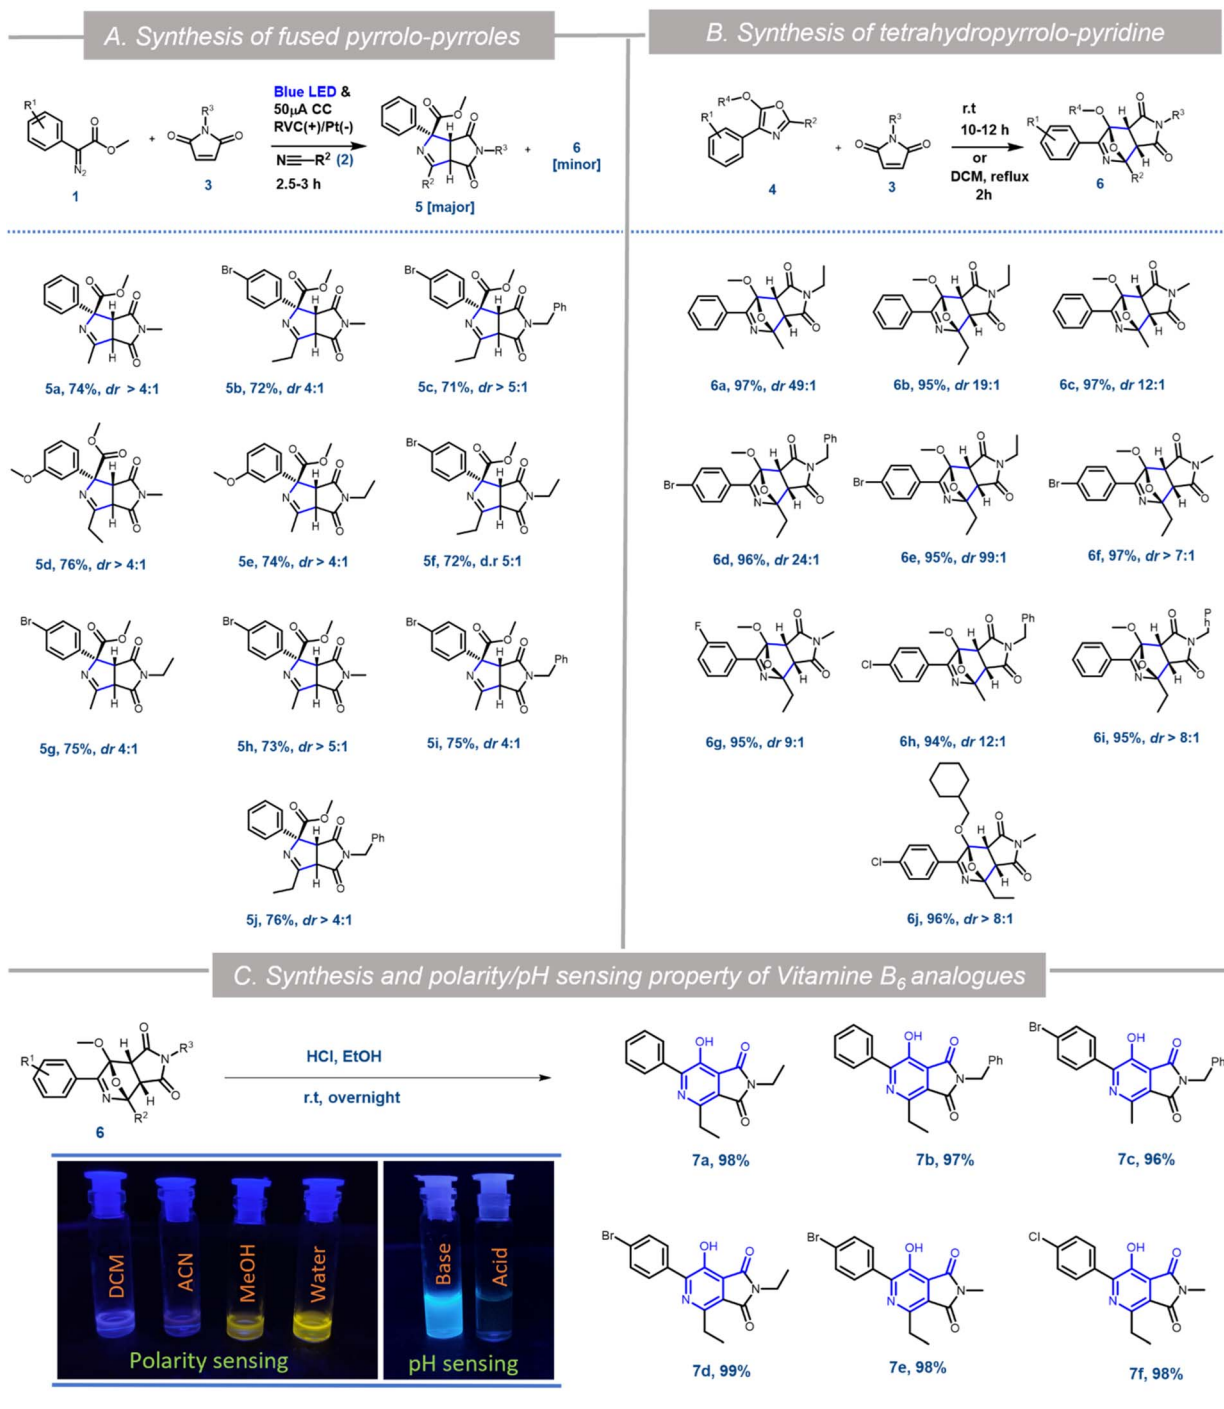 A. Synthesis of fused pyrrolo-pyrroles
B. Synthesis of tetrahydropyrrolo-pyridine
R1
N2
O
O
1
+
R3
N
O
O
3
Blue LED &
50μA CC
RVC(+)/Pt(-)
N≡R2 (2)
2.5-3 h
5 [major]
+
6
[minor]
R4
R1
R2
4
+
R3
N
O
O
3
r.t
10-12 h
or
DCM, reflux
2h
6
5a, 74%, dr > 4:1
5b, 72%, dr 4:1
5c, 71%, dr > 5:1
6a, 97%, dr 49:1
6b, 95%, dr 19:1
6c, 97%, dr 12:1
5d, 76%, dr > 4:1
5e, 74%, dr > 4:1
5f, 72%, d.r 5:1
6d, 96%, dr 24:1
6e, 95%, dr 99:1
6f, 97%, dr > 7:1
5g, 75%, dr 4:1
5h, 73%, dr > 5:1
5i, 75%, dr 4:1
6g, 95%, dr 9:1
6h, 94%, dr 12:1
6i, 95%, dr > 8:1
5j, 76%, dr > 4:1
6j, 96%, dr > 8:1
C. Synthesis and polarity/pH sensing property of Vitamine B6 analogues
6
HCl, EtOH
r.t, overnight
7a, 98%
7b, 97%
7c, 96%
DCM
ACN
MeOH
Water
Base
Acid
Polarity sensing
pH sensing
7d, 99%
7e, 98%
7f, 98%